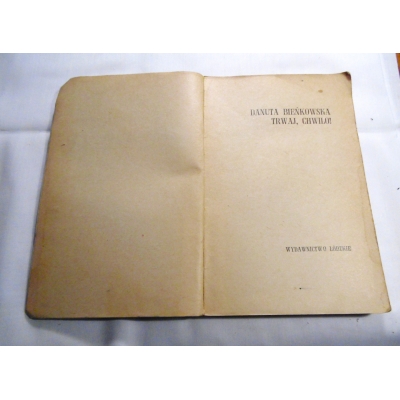 DANUTA BIEŃKOWSKA
TRWAJ, CHWILO!
WYDAWNICTWO ŁÓDZKIE